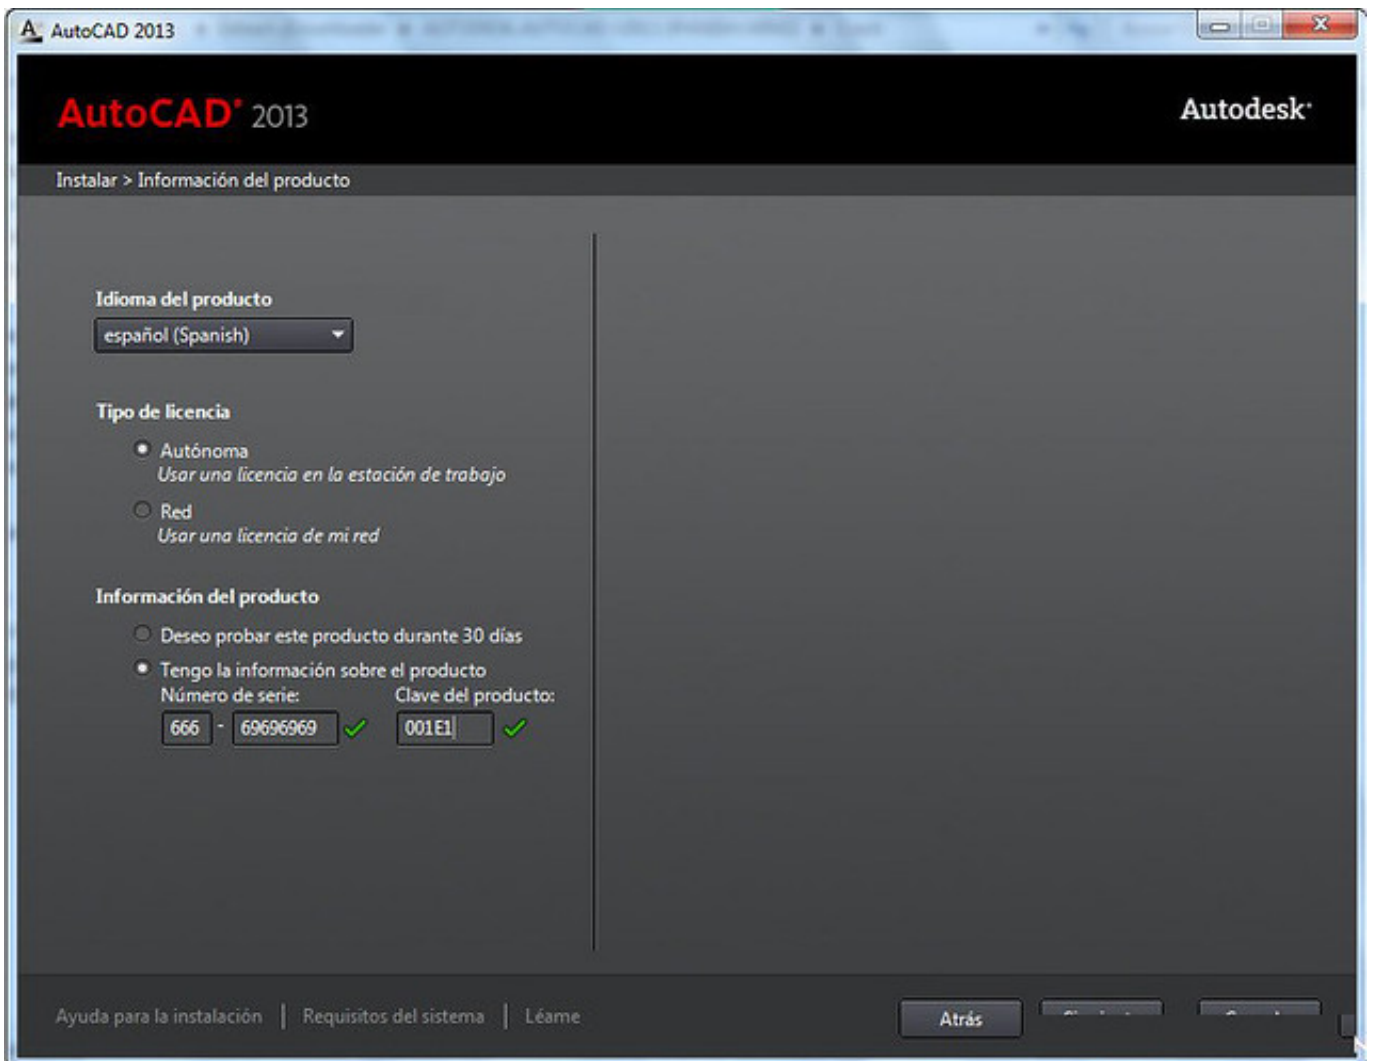 AutoCAD 2013
AutoCAD 2013
Autodesk
Instalar > Información del producto
Idioma del producto
español (Spanish)
Tipo de licencia
Autónoma
Usar una licencia en la estación de trabajo
Red
Usar una licencia de mi red
Información del producto
Deseo probar este producto durante 30 días
Tengo la información sobre el producto
Número de serie: Clave del producto:
666 - 69696969 001E1
Ayuda para la instalación | Requisitos del sistema | Léame
Atrás